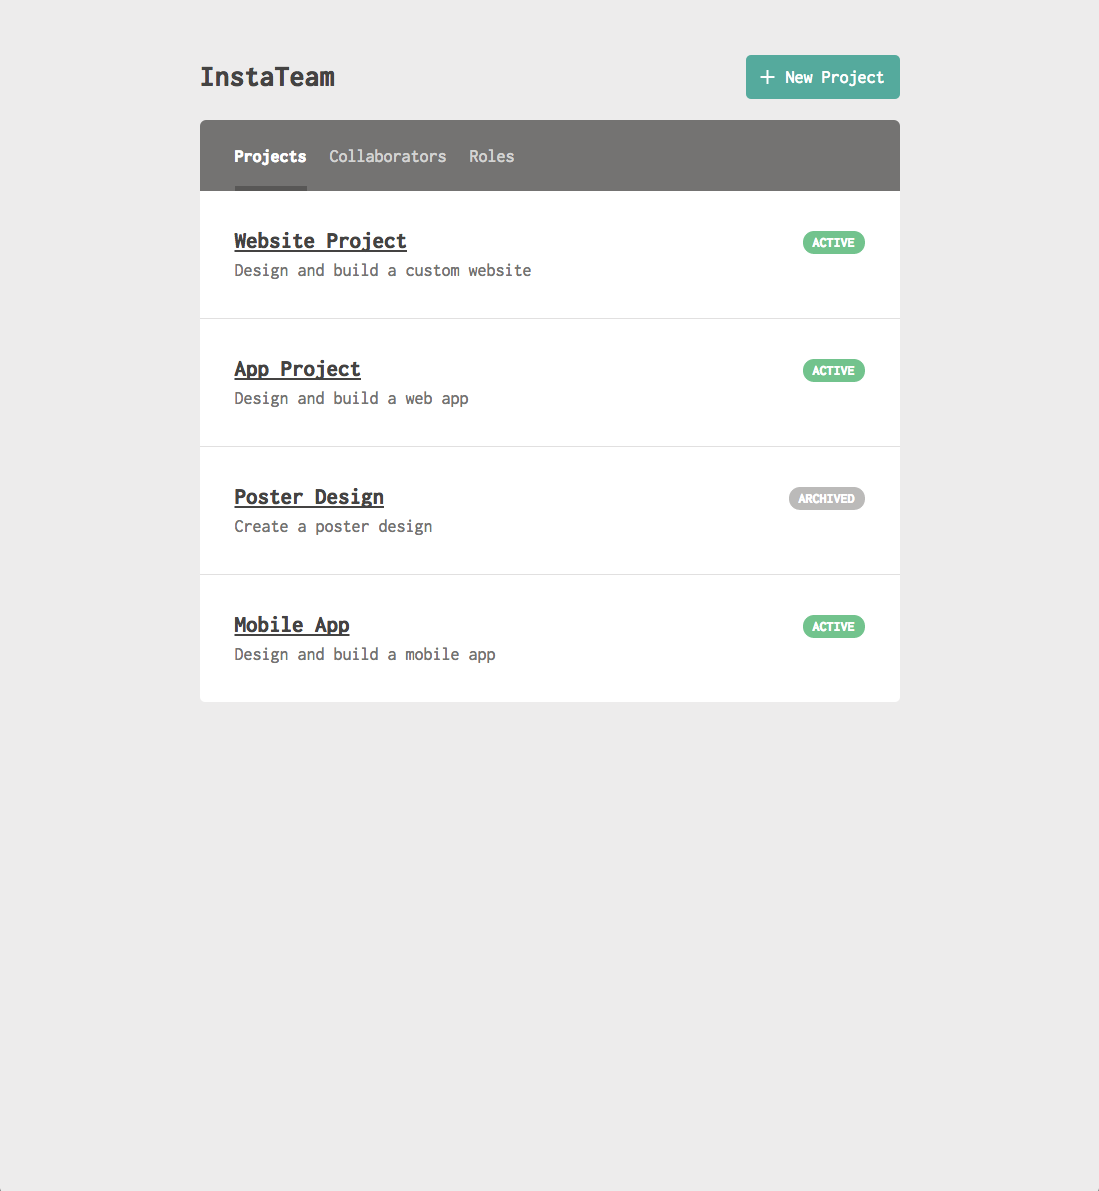 InstaTeam
+ New Project
Projects Collaborators Roles
Website Project ACTIVE
Design and build a custom website
App Project ACTIVE
Design and build a web app
Poster Design ARCHIVED
Create a poster design
Mobile App ACTIVE
Design and build a mobile app